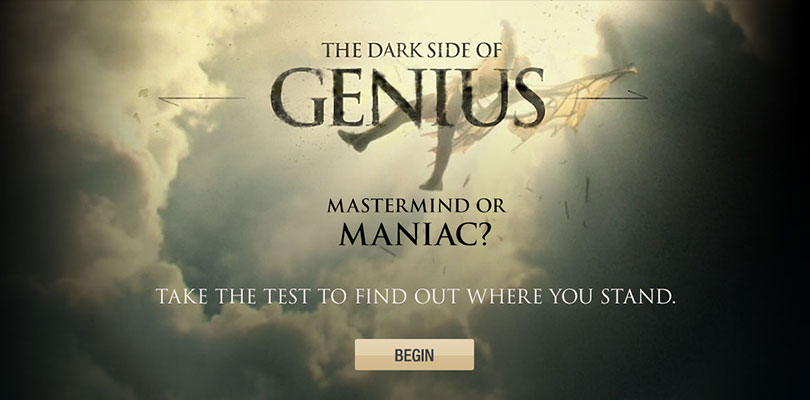 THE DARK SIDE OF
GENIUS
MASTERMIND OR
MANIAC?
TAKE THE TEST TO FIND OUT WHERE YOU STAND.
BEGIN